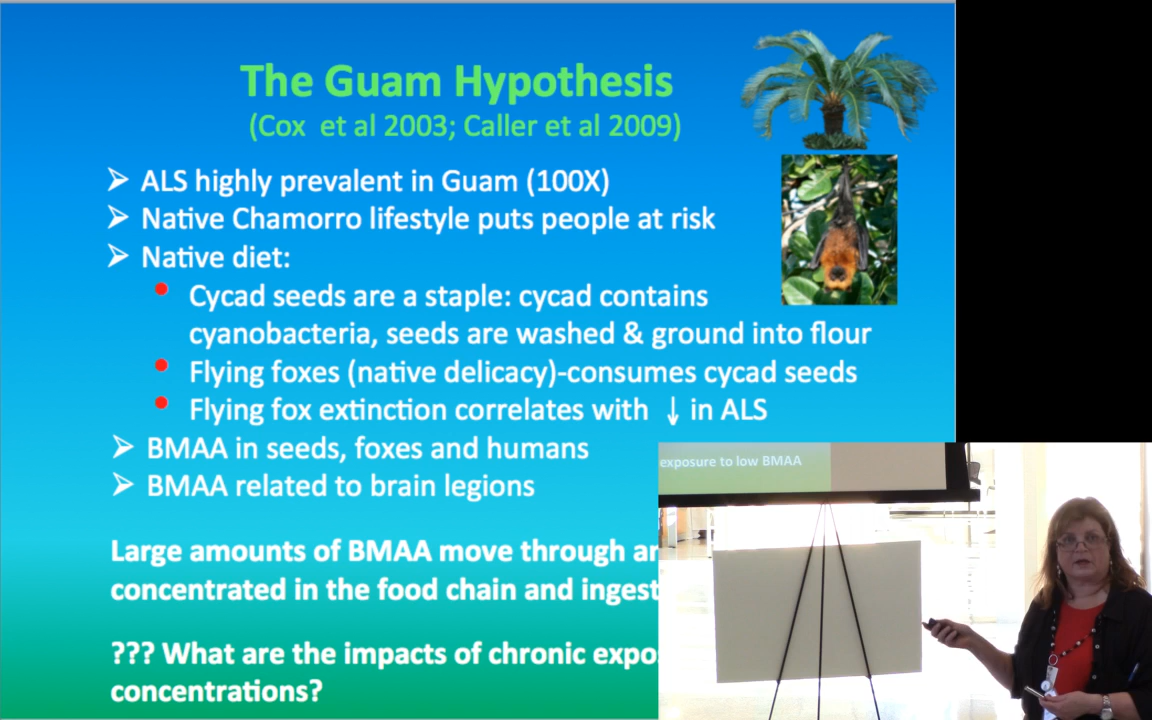 The Guam Hypothesis
(Cox et al 2003; Caller et al 2009)
ALS highly prevalent in Guam (100X)
Native Chamorro lifestyle puts people at risk
Native diet:
Cycad seeds are a staple: cycad contains
cyanobacteria, seeds are washed & ground into flour
Flying foxes (native delicacy)-consumes cycad seeds
Flying fox extinction correlates with ↓ in ALS
BMAA in seeds, foxes and humans
BMAA related to brain legions
Large amounts of BMAA move through
concentrated in the food chain and
??? What are the impacts of chronic
concentrations?
exposure to low BMAA